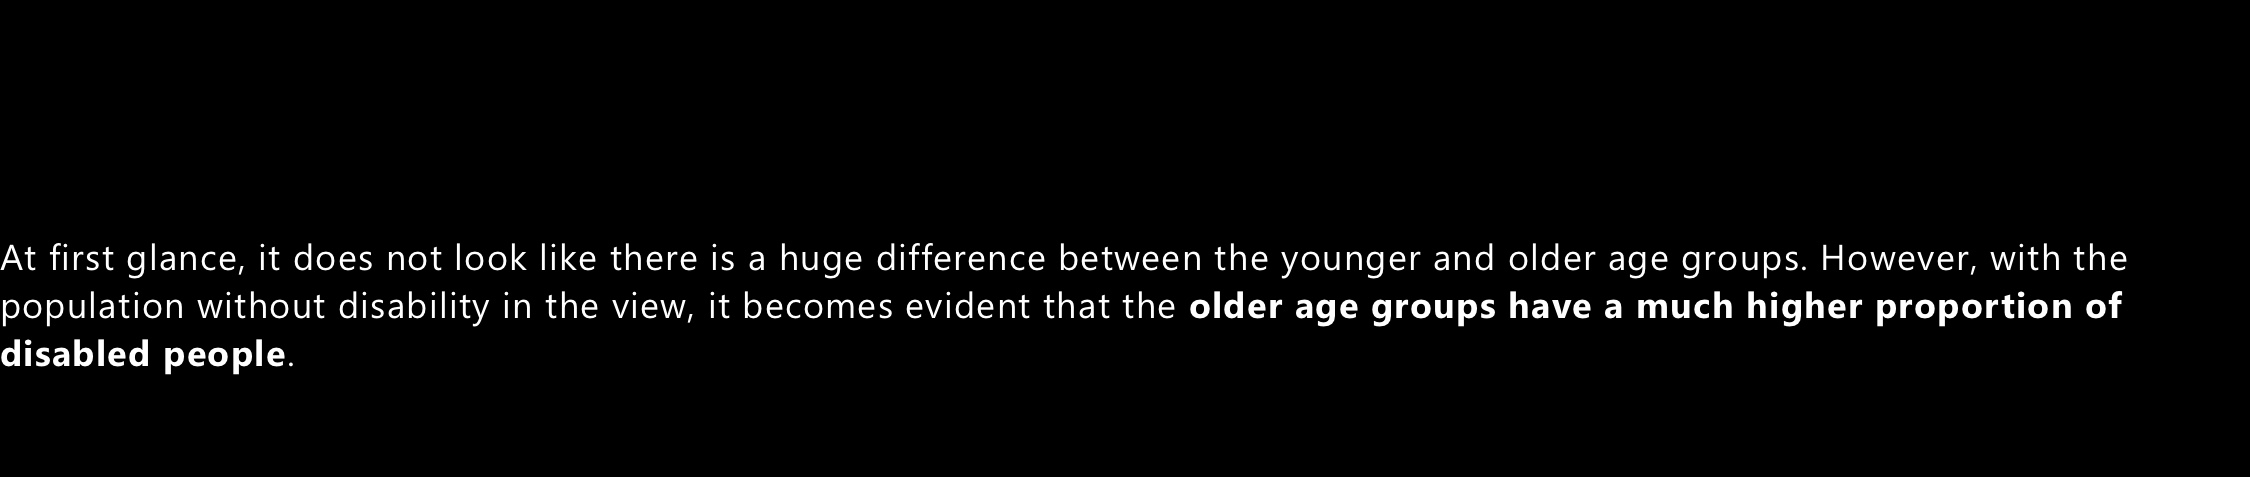 At first glance, it does not look like there is a huge difference between the younger and older age groups. However, with the
population without disability in the view, it becomes evident that the older age groups have a much higher proportion of
disabled people.